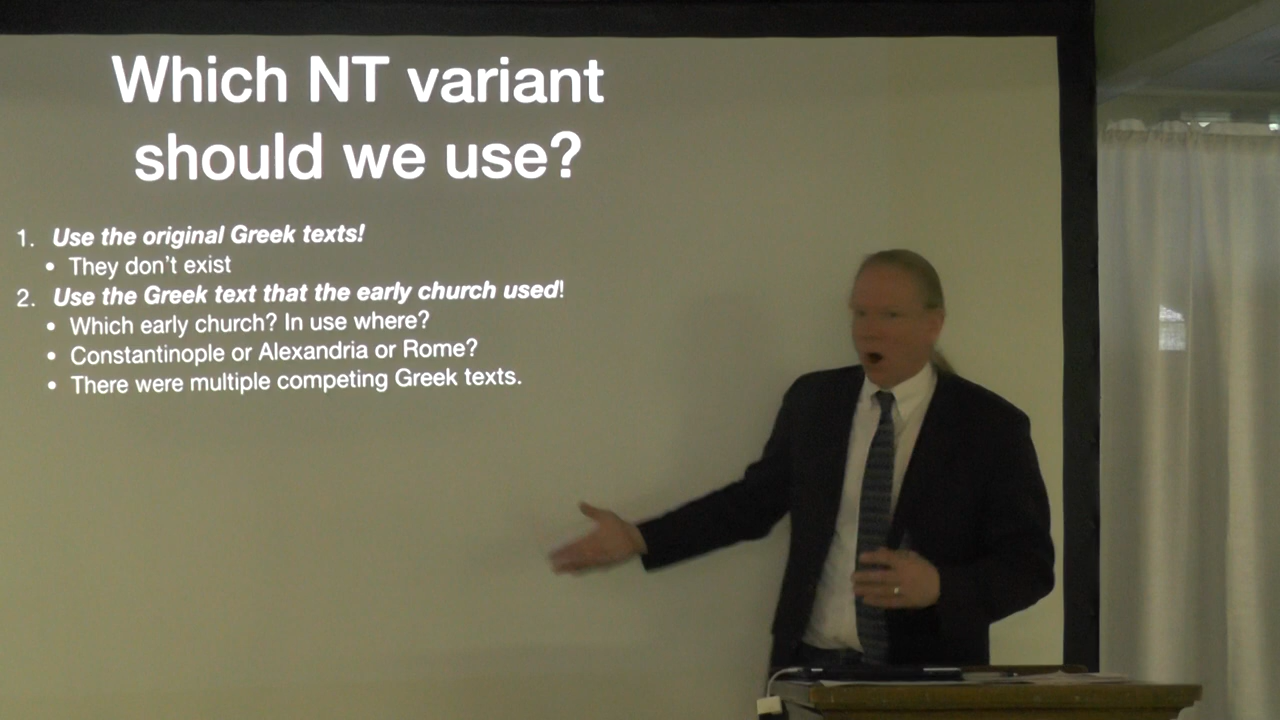 Which NT variant
should we use?
1. Use the original Greek texts!
• They don't exist
2. Use the Greek text that the early church used!
• Which early church? In use where?
• Constantinople or Alexandria or Rome?
• There were multiple competing Greek texts.